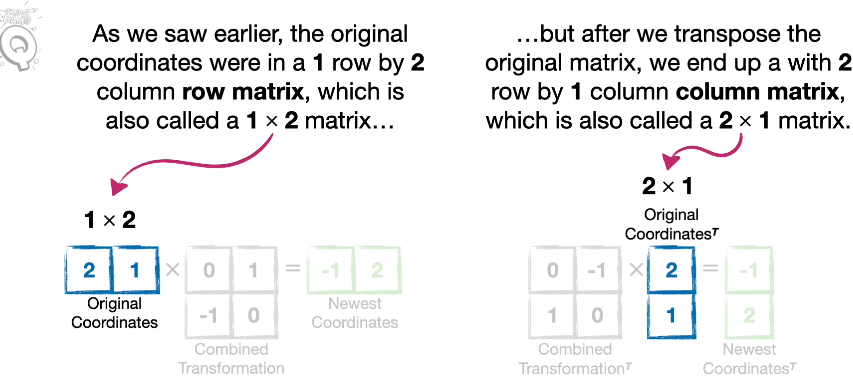 Q
As we saw earlier, the original
coordinates were in a 1 row by 2
column row matrix, which is
also called a 1 × 2 matrix…
…but after we transpose the
original matrix, we end up a with 2
row by 1 column column matrix,
which is also called a 2 × 1 matrix.
1 × 2
2 1 × 0 1 = -1 2
-1 0
Original
Coordinates
Newest
Coordinates
Combined
Transformation
2 × 1
Original
Coordinatesᵀ
0 -1 × 2 = -1
1 0 1 2
Combined
Transformationᵀ
Newest
Coordinatesᵀ